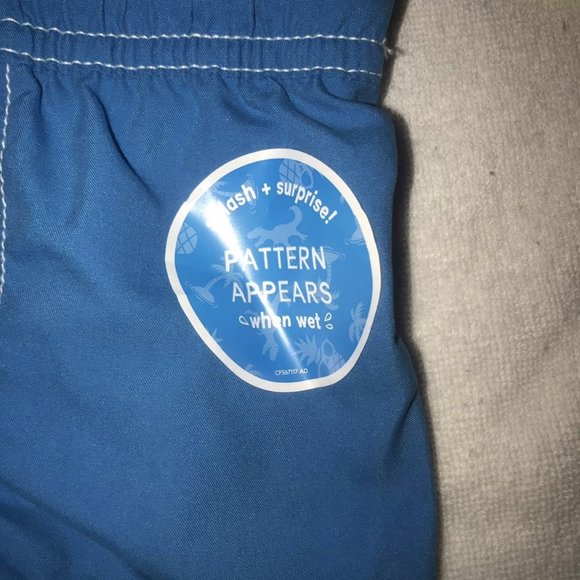 + surprise!
PATTERN
APPEARS
when wet
CFS67117 AD